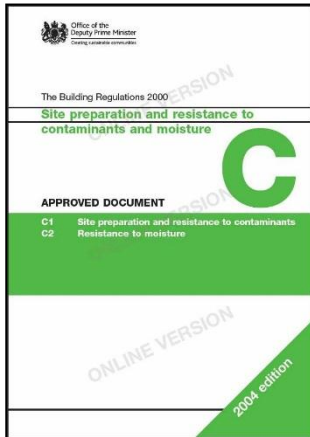 Office of the
Deputy Prime Minister
Creating sustainable communities
ONLINE VERSION
The Building Regulations 2000
Site preparation and resistance to
contaminants and moisture
C
ONLINE VERSION
APPROVED DOCUMENT
C1 Site preparation and resistance to contaminants
C2 Resistance to moisture
ONLINE VERSION
2004 edition